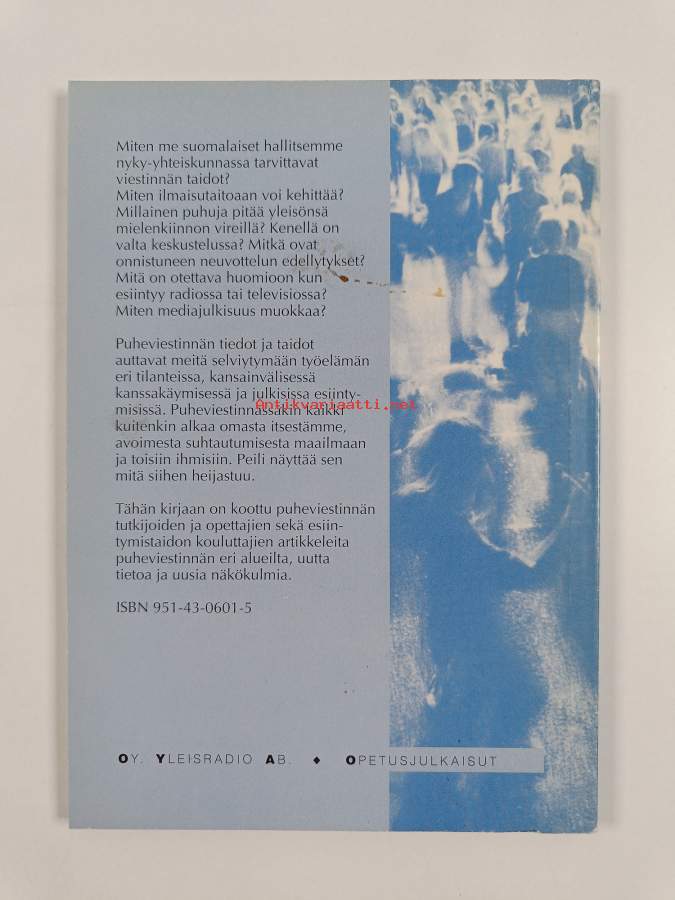 Miten me suomalaiset hallitsemme
nyky-yhteiskunnassa tarvittavat
viestinnän taidot?
Miten ilmaisutaitoaan voi kehittää?
Millainen puhuja pitää yleisönsä
mielenkiinnon vireillä? Kenellä on
valta keskustelussa? Mitkä ovat
onnistuneen neuvottelun edellytykset?
Mitä on otettava huomioon kun
esiintyy radiossa tai televisiossa?
Miten mediajulkisuus muokkaa?
Puheviestinnän tiedot ja taidot
auttavat meitä selviytymään työelämän
eri tilanteissa, kansainvälisessä
kanssakäymisessä ja julkisissa esiinty-
misissä. Puheviestinnässäkin kaikki
Antikvariaatti.net
kuitenkin alkaa omasta itsestämme,
avoimesta suhtautumisesta maailmaan
ja toisiin ihmisiin. Peili näyttää sen
mitä siihen heijastuu.
Tähän kirjaan on koottu puheviestinnän
tutkijoiden ja opettajien sekä esiin-
tymistaidon kouluttajien artikkeleita
puheviestinnän eri alueilta, uutta
tietoa ja uusia näkökulmia.
ISBN 951-43-0601-5
OY. YLEISRADIO AB. ♦ OPETUSJULKAISUT